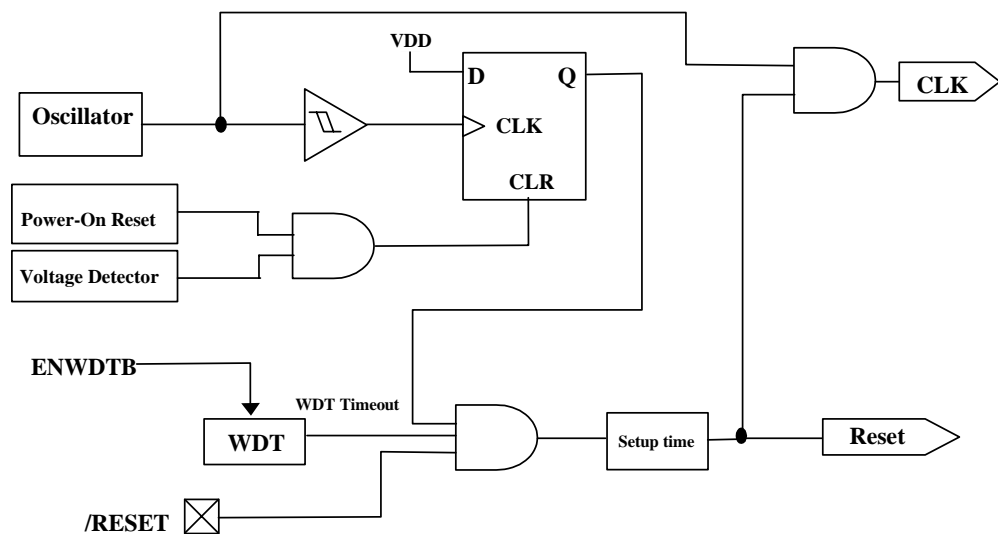 VDD
D
Q
CLK
Oscillator
CLK
CLR
Power-On Reset
Voltage Detector
ENWDTB
WDT Timeout
WDT
Setup time
Reset
/RESET